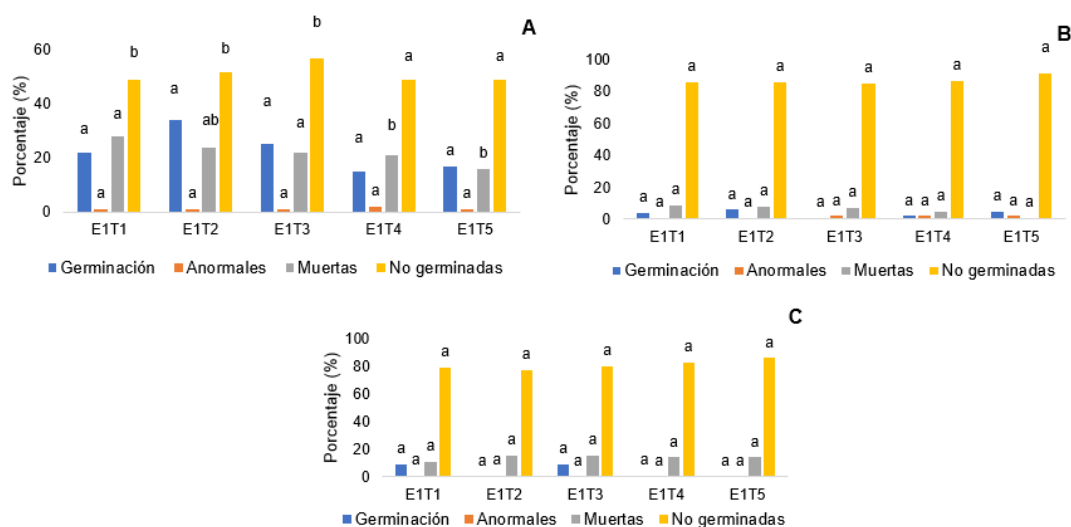 A
Porcentaje (%)
60
40
20
0
a a a b
a a ab b
a a a b
a a b a
a a b a
E1T1 E1T2 E1T3 E1T4 E1T5
Germinación Anormales Muertas No germinadas
B
Porcentaje (%)
100
80
60
40
20
0
a a a a
a a a a
a a a a
a a a a
a a a a
E1T1 E1T2 E1T3 E1T4 E1T5
Germinación Anormales Muertas No germinadas
C
Porcentaje (%)
100
80
60
40
20
0
a a a a
a a a a
a a a a
a a a a
a a a a
E1T1 E1T2 E1T3 E1T4 E1T5
Germinación Anormales Muertas No germinadas